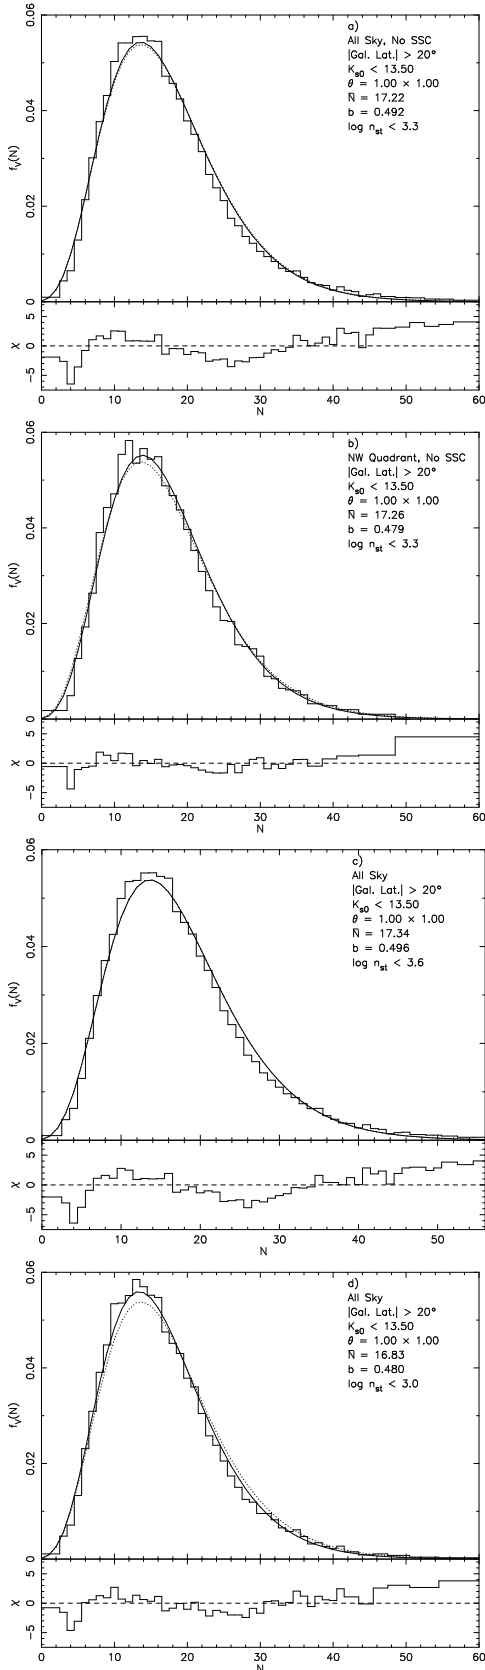 0.06
a)
All Sky, No SSC
|Gal. Lat.| > 20°
K_s0 < 13.50
θ = 1.00 × 1.00
N̄ = 17.22
b = 0.492
log n_st < 3.3
0.04
f_V(N)
0.02
0
5
χ 0
−5
0 10 20 30 40 50 60
N
0.06
b)
NW Quadrant, No SSC
|Gal. Lat.| > 20°
K_s0 < 13.50
θ = 1.00 × 1.00
N̄ = 17.26
b = 0.479
log n_st < 3.3
0.04
f_V(N)
0.02
0
5
χ 0
−5
0 10 20 30 40 50 60
N
0.06
c)
All Sky
|Gal. Lat.| > 20°
K_s0 < 13.50
θ = 1.00 × 1.00
N̄ = 17.34
b = 0.496
log n_st < 3.6
0.04
f_V(N)
0.02
0
5
χ 0
−5
0 10 20 30 40 50
N
0.06
d)
All Sky
|Gal. Lat.| > 20°
K_s0 < 13.50
θ = 1.00 × 1.00
N̄ = 16.83
b = 0.480
log n_st < 3.0
0.04
f_V(N)
0.02
0
5
χ 0
−5
0 10 20 30 40 50 60
N